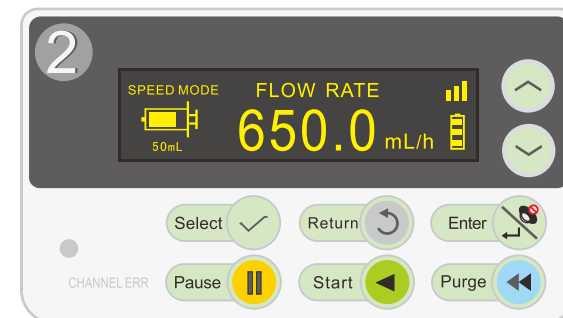 2
SPEED MODE
FLOW RATE
50mL
650.0 mL/h
Select
Return
Enter
CHANNEL ERR
Pause
Start
Purge